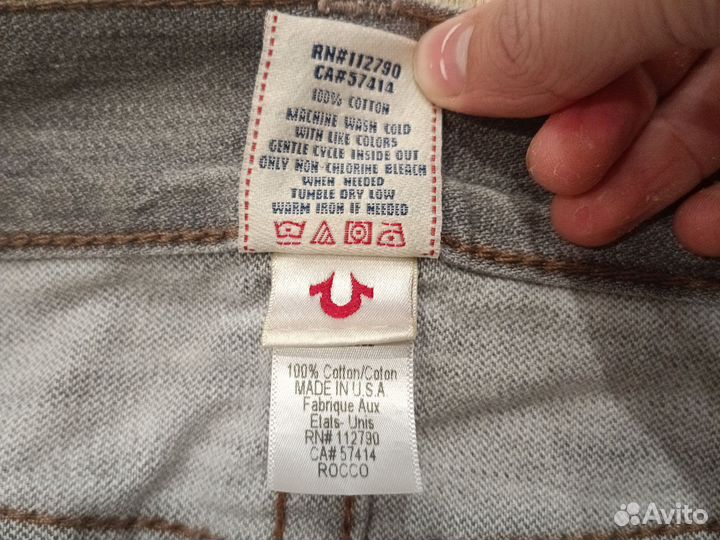 RN#112790
CA#57414
100% COTTON
MACHINE WASH COLD
WITH LIKE COLORS
GENTLE CYCLE INSIDE OUT
ONLY NON-CHLORINE BLEACH
WHEN NEEDED
TUMBLE DRY LOW
WARM IRON IF NEEDED
100% Cotton/Coton
MADE IN U.S.A
Fabrique Aux
Etats- Unis
RN# 112790
CA# 57414
ROCCO
Avito